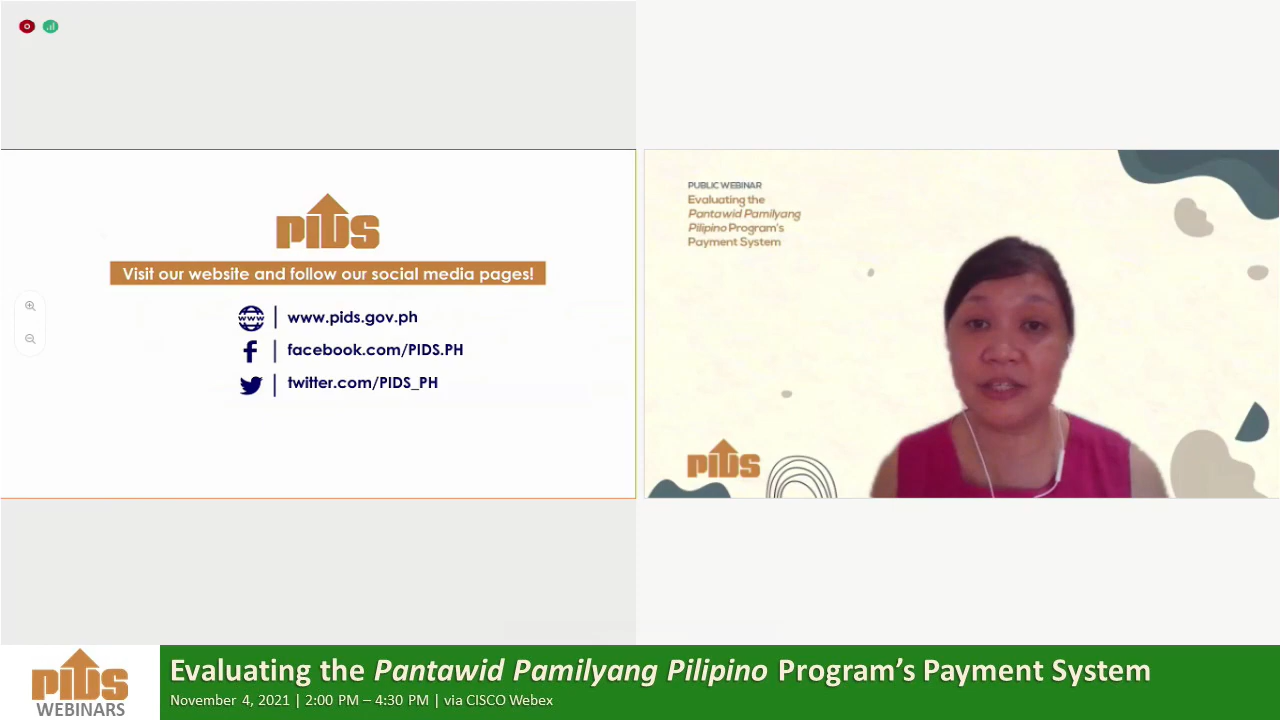 PIDS
Visit our website and follow our social media pages!
www
www.pids.gov.ph
facebook.com/PIDS.PH
twitter.com/PIDS_PH
PUBLIC WEBINAR
Evaluating the
Pantawid Pamilyang
Pilipino Program's
Payment System
PIDS
PIDS
WEBINARS
Evaluating the Pantawid Pamilyang Pilipino Program’s Payment System
November 4, 2021 | 2:00 PM – 4:30 PM | via CISCO Webex